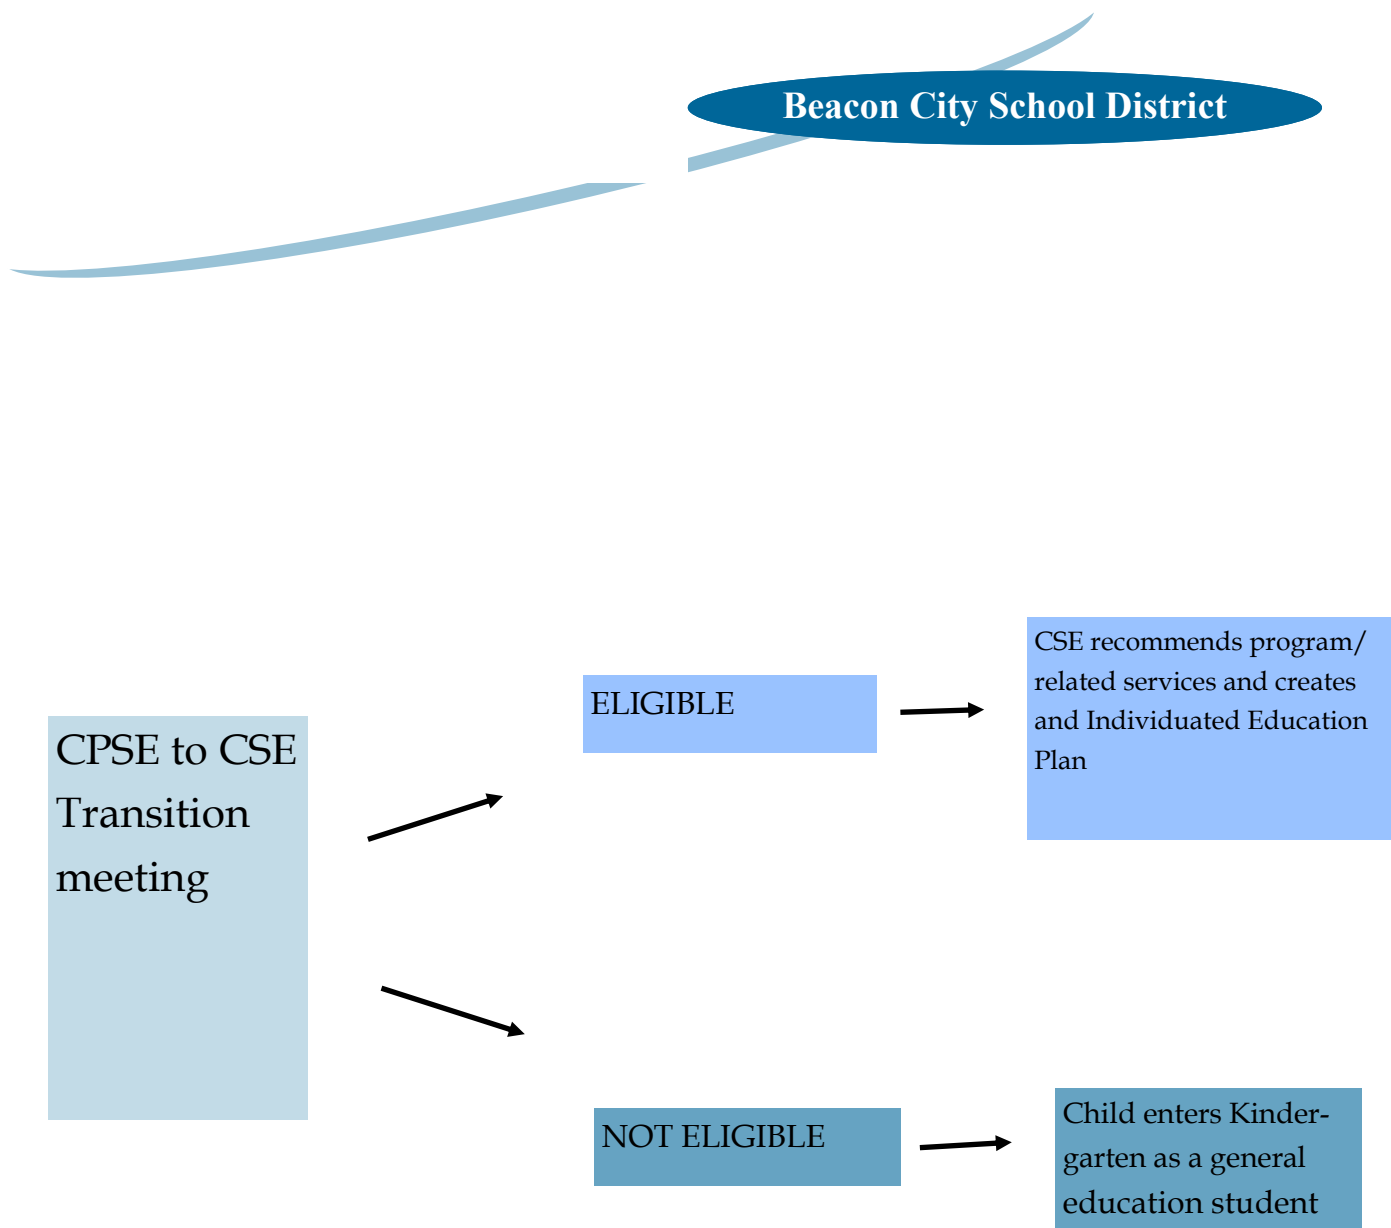 Beacon City School District
CPSE to CSE
Transition
meeting
ELIGIBLE
CSE recommends program/
related services and creates
and Individuated Education
Plan
NOT ELIGIBLE
Child enters Kinder-
garten as a general
education student